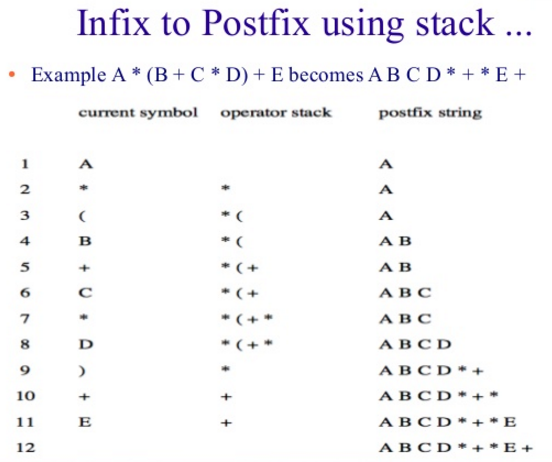 Infix to Postfix using stack ...
• Example A * (B + C * D) + E becomes A B C D * + * E +
current symbol operator stack postfix string
1 A A
2 * * A
3 ( * ( A
4 B * ( A B
5 + * ( + A B
6 C * ( + A B C
7 * * ( + * A B C
8 D * ( + * A B C D
9 ) * A B C D * +
10 + + A B C D * + *
11 E + A B C D * + * E
12 A B C D * + * E +